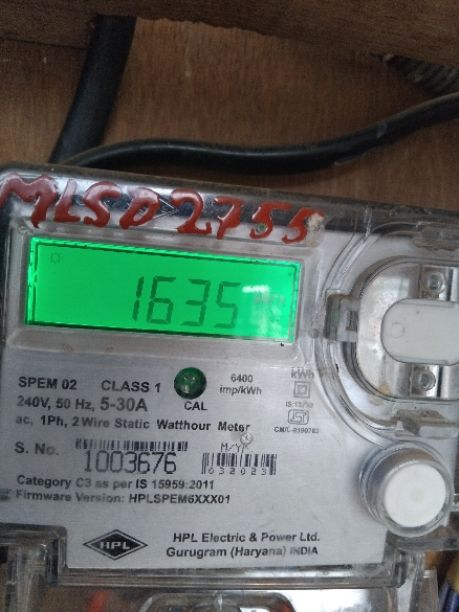 MLSD2755
1635
SPEM 02 CLASS 1 6400 imp/kWh kWh
240V, 50 Hz, 5-30A CAL
ac, 1Ph, 2 Wire Static Watthour Meter
S. No. 1003676 M/YR 032023
Category C3 as per IS 15959:2011
Firmware Version: HPLSPEM6XXX01
HPL
HPL Electric & Power Ltd.
Gurugram (Haryana) INDIA